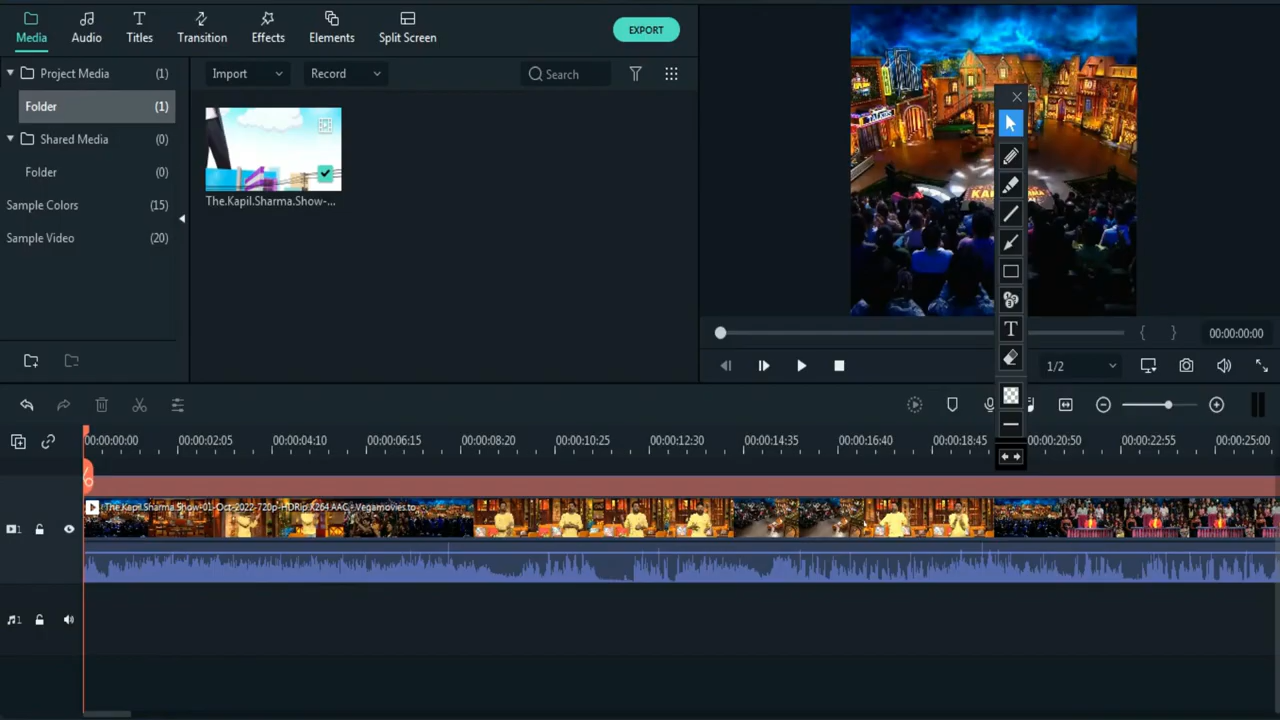 Media
Audio
Titles
Transition
Effects
Elements
Split Screen
EXPORT
Project Media (1)
Folder (1)
Shared Media (0)
Folder (0)
Sample Colors (15)
Sample Video (20)
Import
Record
Search
The.Kapil.Sharma.Show-...
{ } 00:00:00:00
T
1/2
00:00:00:00 00:00:02:05 00:00:04:10 00:00:06:15 00:00:08:20 00:00:10:25 00:00:12:30 00:00:14:35 00:00:16:40 00:00:18:45 00:00:20:50 00:00:22:55 00:00:25:00
The.Kapil.Sharma.Show-01-Oct-2022-720p-HDRip.X264.AAC - Vegamovies.to
1
1